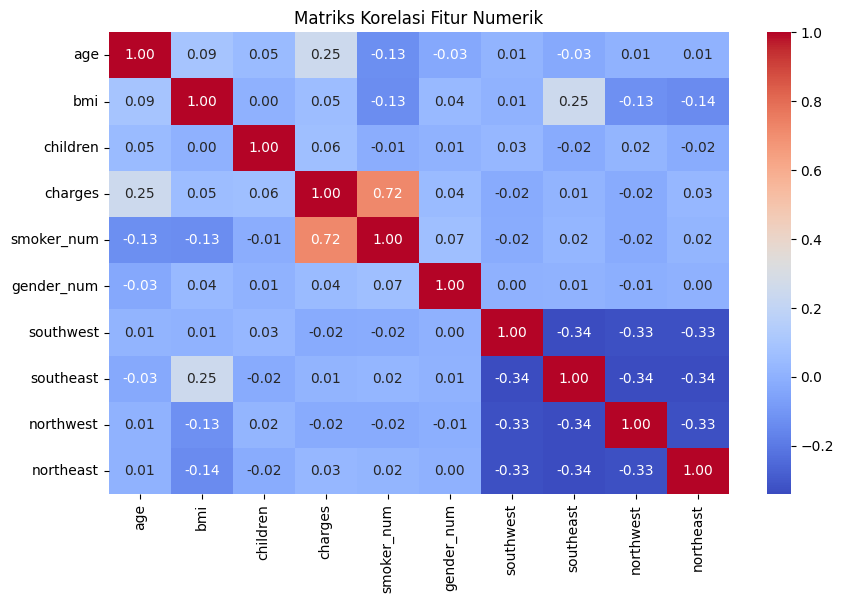 Matriks Korelasi Fitur Numerik
age 1.00 0.09 0.05 0.25 -0.13 -0.03 0.01 -0.03 0.01 0.01
bmi 0.09 1.00 0.00 0.05 -0.13 0.04 0.01 0.25 -0.13 -0.14
children 0.05 0.00 1.00 0.06 -0.01 0.01 0.03 -0.02 0.02 -0.02
charges 0.25 0.05 0.06 1.00 0.72 0.04 -0.02 0.01 -0.02 0.03
smoker_num -0.13 -0.13 -0.01 0.72 1.00 0.07 -0.02 0.02 -0.02 0.02
gender_num -0.03 0.04 0.01 0.04 0.07 1.00 0.00 0.01 -0.01 0.00
southwest 0.01 0.01 0.03 -0.02 -0.02 0.00 1.00 -0.34 -0.33 -0.33
southeast -0.03 0.25 -0.02 0.01 0.02 0.01 -0.34 1.00 -0.34 -0.34
northwest 0.01 -0.13 0.02 -0.02 -0.02 -0.01 -0.33 -0.34 1.00 -0.33
northeast 0.01 -0.14 -0.02 0.03 0.02 0.00 -0.33 -0.34 -0.33 1.00
age
bmi
children
charges
smoker_num
gender_num
southwest
southeast
northwest
northeast
1.0
0.8
0.6
0.4
0.2
0.0
−0.2